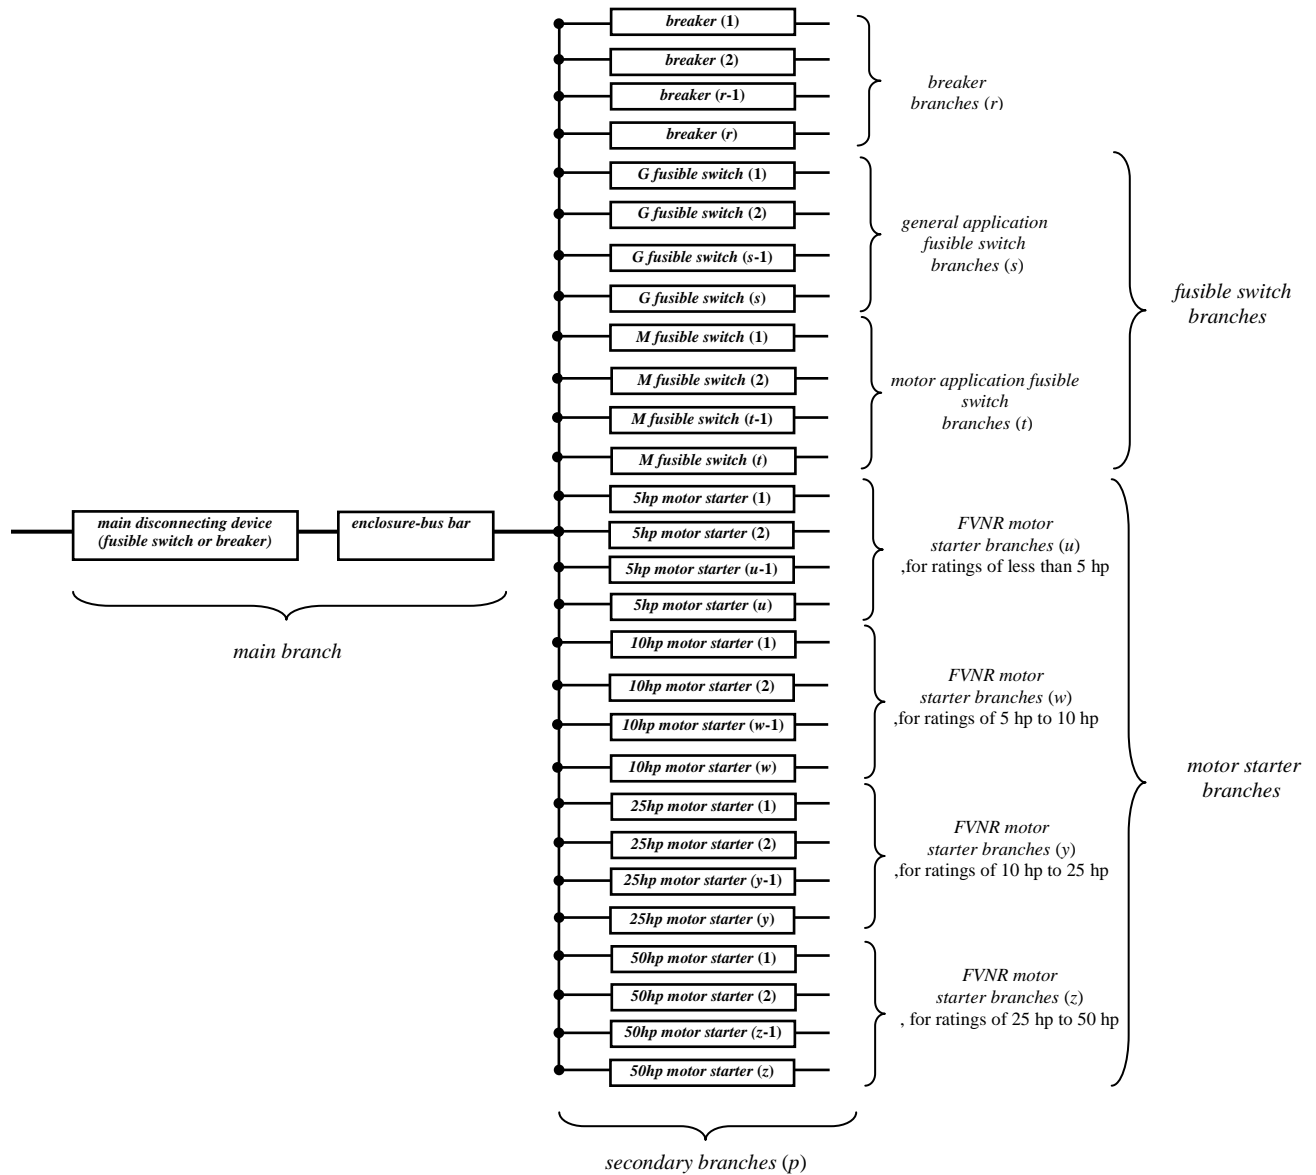 breaker (1)
breaker (2)
breaker (r-1)
breaker (r)
breaker
branches (r)
G fusible switch (1)
G fusible switch (2)
G fusible switch (s-1)
G fusible switch (s)
general application
fusible switch
branches (s)
M fusible switch (1)
M fusible switch (2)
M fusible switch (t-1)
M fusible switch (t)
motor application fusible
switch
branches (t)
fusible switch
branches
main disconnecting device
(fusible switch or breaker)
enclosure-bus bar
main branch
5hp motor starter (1)
5hp motor starter (2)
5hp motor starter (u-1)
5hp motor starter (u)
FVNR motor
starter branches (u)
,for ratings of less than 5 hp
10hp motor starter (1)
10hp motor starter (2)
10hp motor starter (w-1)
10hp motor starter (w)
FVNR motor
starter branches (w)
,for ratings of 5 hp to 10 hp
25hp motor starter (1)
25hp motor starter (2)
25hp motor starter (y-1)
25hp motor starter (y)
FVNR motor
starter branches (y)
,for ratings of 10 hp to 25 hp
50hp motor starter (1)
50hp motor starter (2)
50hp motor starter (z-1)
50hp motor starter (z)
FVNR motor
starter branches (z)
, for ratings of 25 hp to 50 hp
motor starter
branches
secondary branches (p)